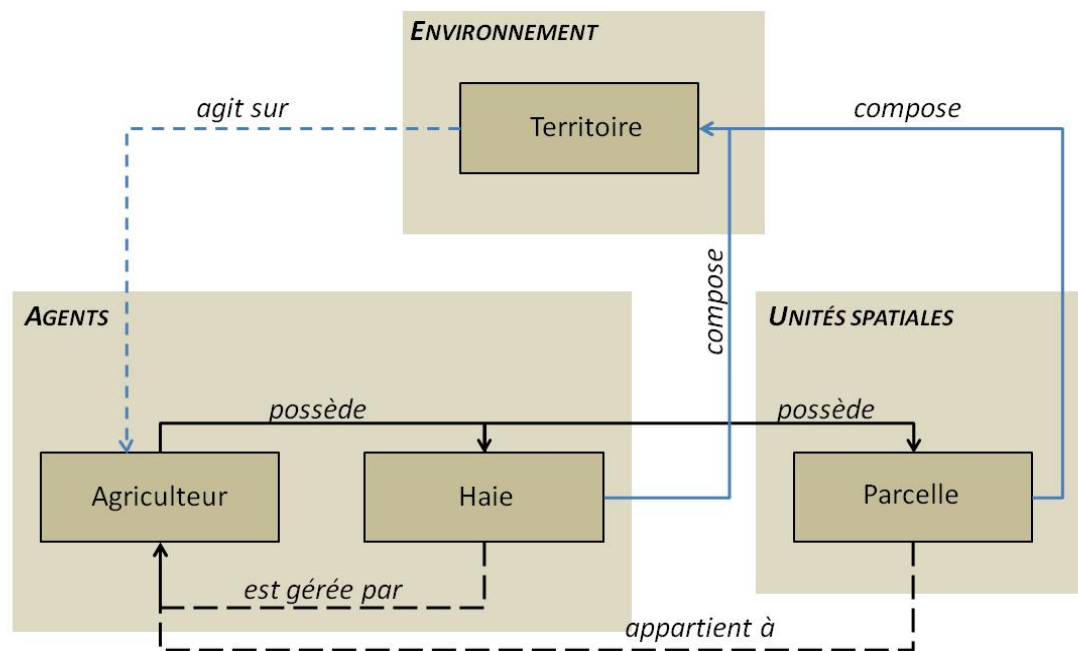 ENVIRONNEMENT
agit sur
compose
Territoire
compose
AGENTS
UNITÉS SPATIALES
possède
possède
Agriculteur
Haie
Parcelle
est gérée par
appartient à